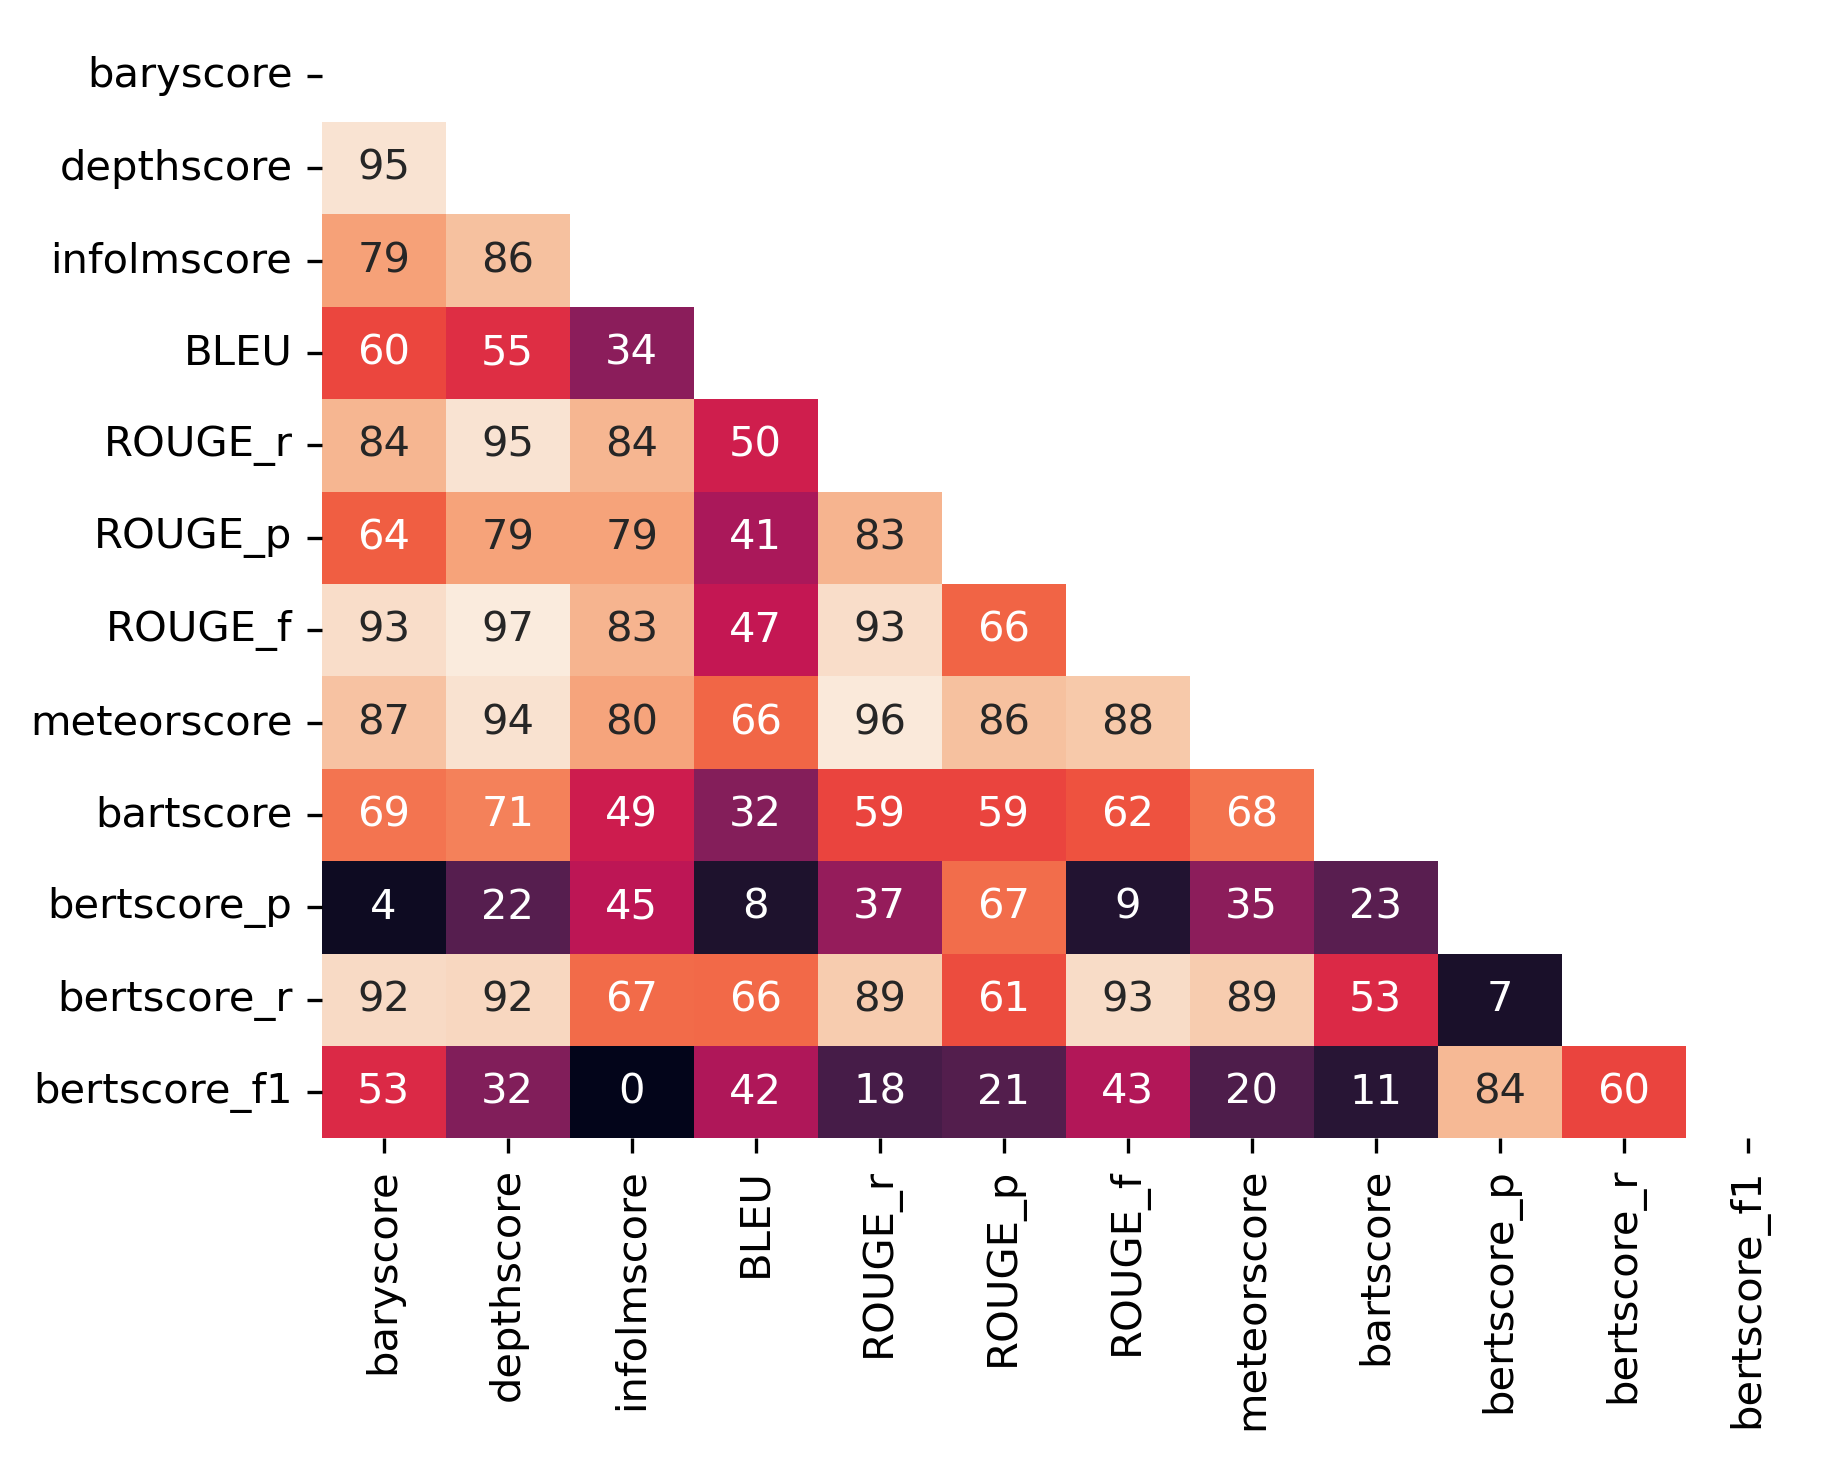 baryscore
depthscore 95
infolmscore 79 86
BLEU 60 55 34
ROUGE_r 84 95 84 50
ROUGE_p 64 79 79 41 83
ROUGE_f 93 97 83 47 93 66
meteorscore 87 94 80 66 96 86 88
bartscore 69 71 49 32 59 59 62 68
bertscore_p 4 22 45 8 37 67 9 35 23
bertscore_r 92 92 67 66 89 61 93 89 53 7
bertscore_f1 53 32 0 42 18 21 43 20 11 84 60
baryscore
depthscore
infolmscore
BLEU
ROUGE_r
ROUGE_p
ROUGE_f
meteorscore
bartscore
bertscore_p
bertscore_r
bertscore_f1